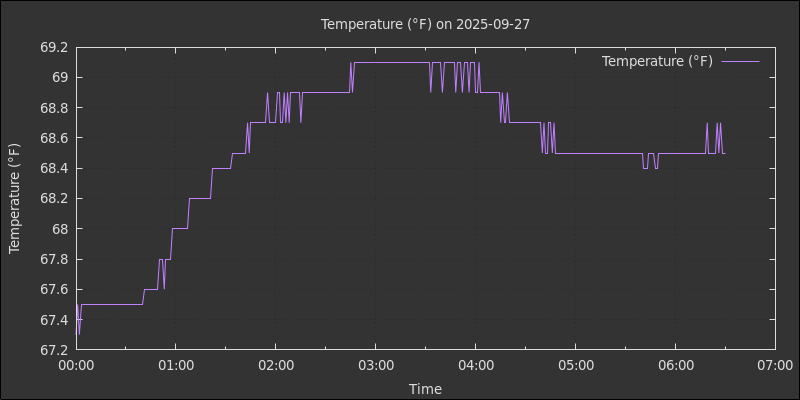 Temperature (°F) on 2025-09-27
Temperature (°F)
69.2
69
68.8
68.6
68.4
68.2
68
67.8
67.6
67.4
67.2
Temperature (°F)
00:00 01:00 02:00 03:00 04:00 05:00 06:00 07:00
Time